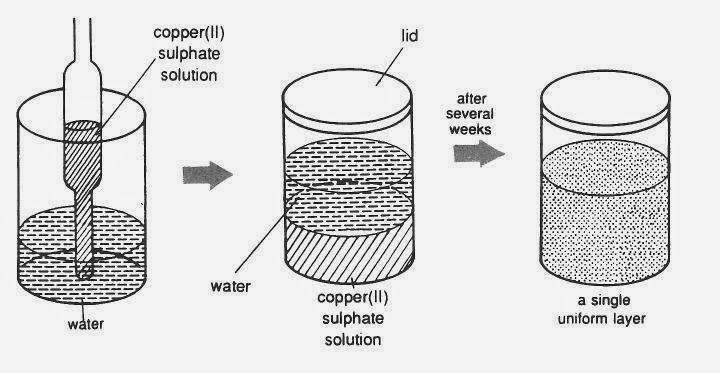 copper(II)
sulphate
solution
water
lid
water
copper(II)
sulphate
solution
after
several
weeks
a single
uniform layer